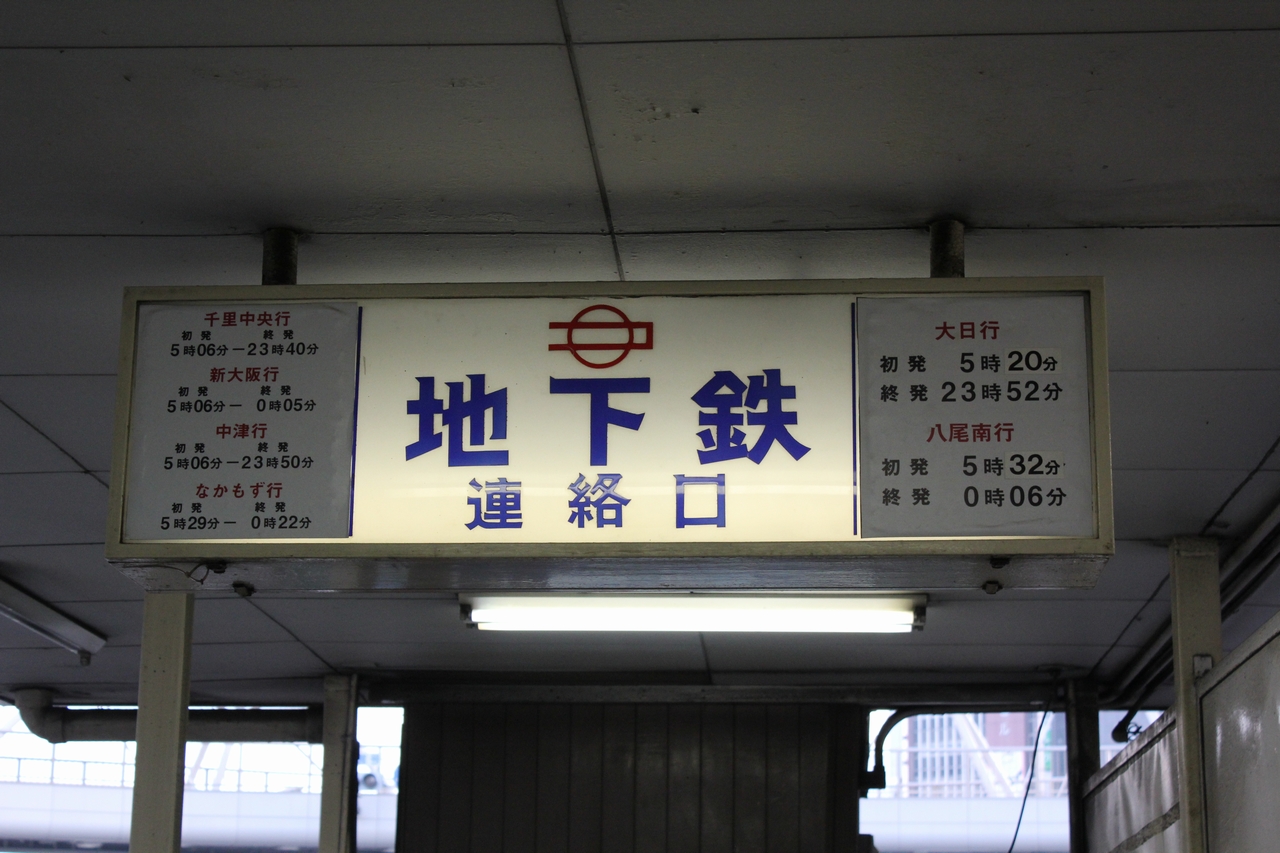 千里中央行
初発 終発
5時06分ー23時40分
新大阪行
初発 終発
5時06分ー 0時05分
中津行
初発 終発
5時06分ー23時50分
なかもず行
初発 終発
5時29分ー 0時22分
地下鉄
連絡口
大日行
初発 5時20分
終発 23時52分
八尾南行
初発 5時32分
終発 0時06分